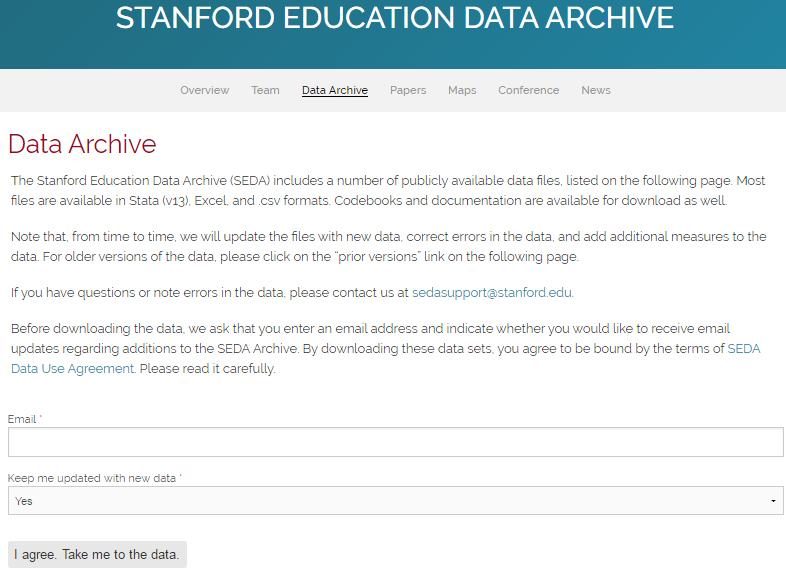 STANFORD EDUCATION DATA ARCHIVE
Overview Team Data Archive Papers Maps Conference News
Data Archive
The Stanford Education Data Archive (SEDA) includes a number of publicly available data files, listed on the following page. Most
files are available in Stata (v13), Excel, and .csv formats. Codebooks and documentation are available for download as well.
Note that, from time to time, we will update the files with new data, correct errors in the data, and add additional measures to the
data. For older versions of the data, please click on the "prior versions" link on the following page.
If you have questions or note errors in the data, please contact us at sedasupport@stanford.edu.
Before downloading the data, we ask that you enter an email address and indicate whether you would like to receive email
updates regarding additions to the SEDA Archive. By downloading these data sets, you agree to be bound by the terms of SEDA
Data Use Agreement. Please read it carefully.
Email *
Keep me updated with new data *
Yes
I agree. Take me to the data.